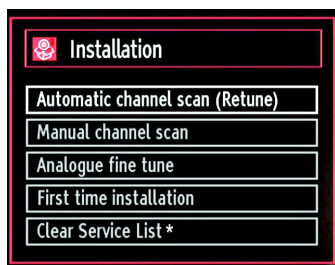 Installation
Automatic channel scan (Retune)
Manual channel scan
Analogue fine tune
First time installation
Clear Service List *